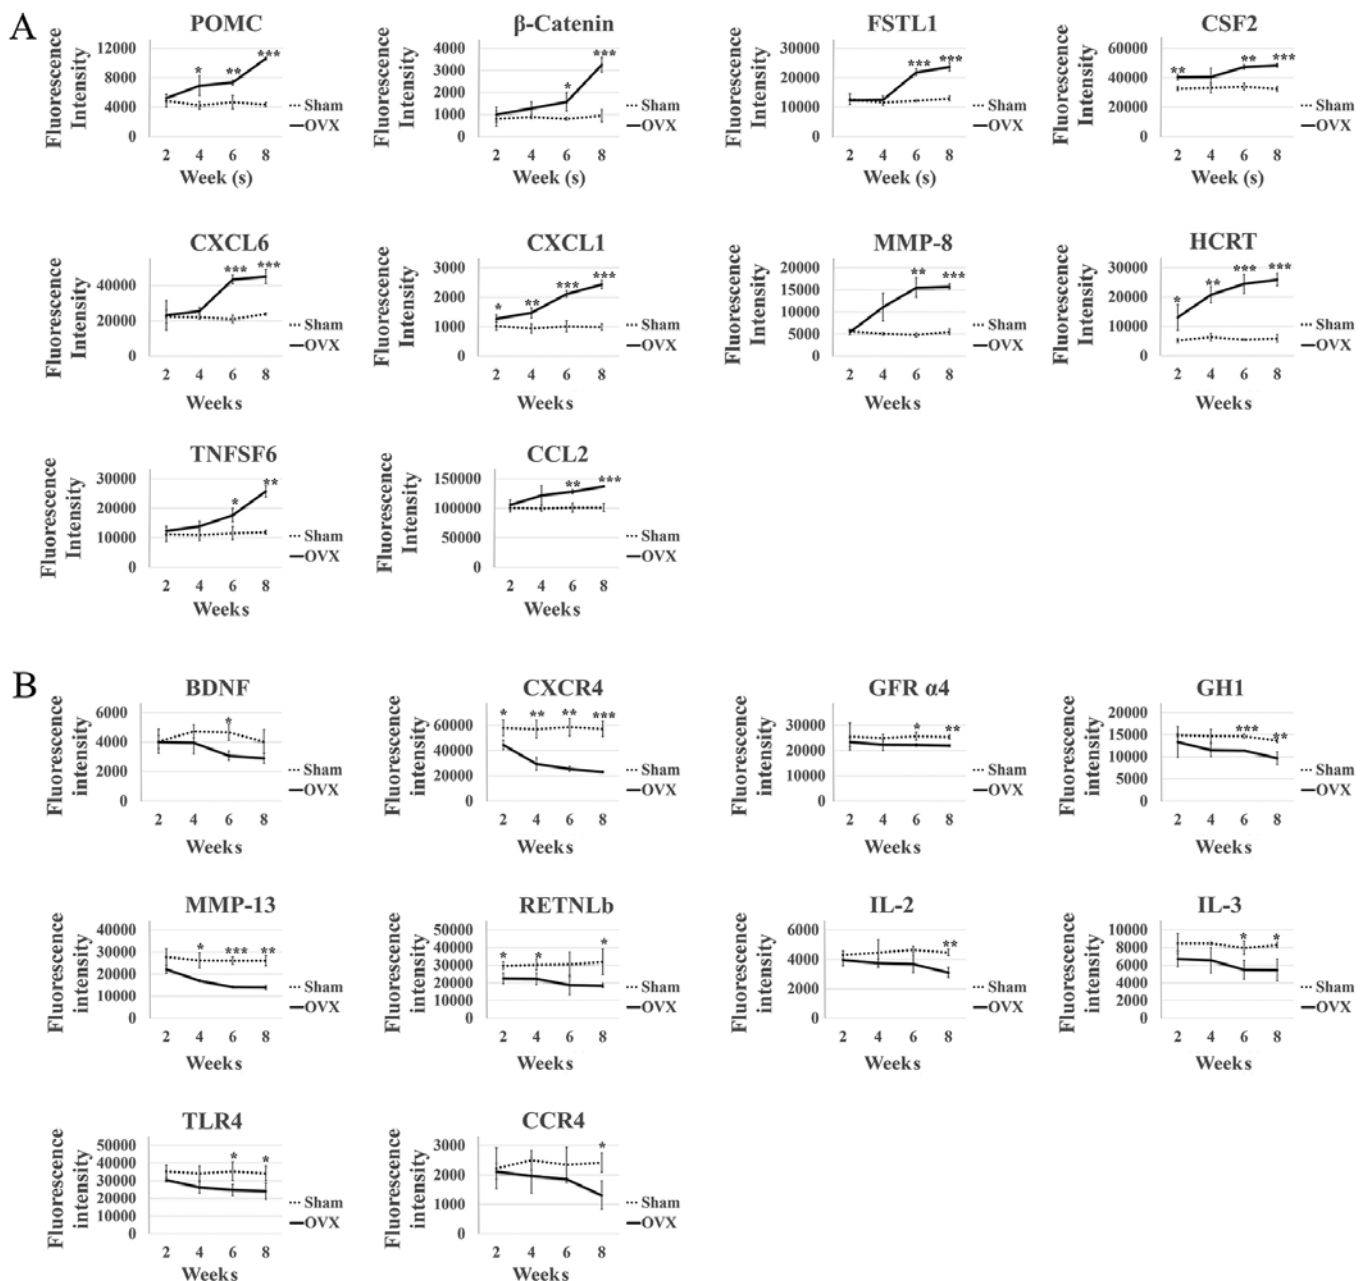 A
POMC
Fluorescence Intensity
12000
8000
4000
0
* ** ***
2 4 6 8
Week (s)
Sham
OVX
β-Catenin
Fluorescence Intensity
4000
3000
2000
1000
0
* ***
2 4 6 8
Week (s)
Sham
OVX
FSTL1
Fluorescence Intensity
30000
20000
10000
0
*** ***
2 4 6 8
Week (s)
Sham
OVX
CSF2
Fluorescence Intensity
60000
40000
20000
0
** ** ***
2 4 6 8
Week (s)
Sham
OVX
CXCL6
Fluorescence Intensity
40000
20000
0
*** ***
2 4 6 8
Weeks
Sham
OVX
CXCL1
Fluorescence Intensity
3000
2000
1000
0
* ** *** ***
2 4 6 8
Weeks
Sham
OVX
MMP-8
Fluorescence Intensity
20000
15000
10000
5000
0
** ***
2 4 6 8
Weeks
Sham
OVX
HCRT
Fluorescence Intensity
30000
20000
10000
0
* ** *** ***
2 4 6 8
Weeks
Sham
OVX
TNFSF6
Fluorescence Intensity
30000
20000
10000
0
* **
2 4 6 8
Weeks
Sham
OVX
CCL2
Fluorescence Intensity
150000
100000
50000
0
** ***
2 4 6 8
Weeks
Sham
OVX
B
BDNF
Fluorescence intensity
6000
4000
2000
0
*
2 4 6 8
Weeks
Sham
OVX
CXCR4
Fluorescence intensity
60000
40000
20000
0
* ** ** ***
2 4 6 8
Weeks
Sham
OVX
GFR α4
Fluorescence intensity
30000
20000
10000
0
* **
2 4 6 8
Weeks
Sham
OVX
GH1
Fluorescence intensity
20000
15000
10000
5000
0
*** **
2 4 6 8
Weeks
Sham
OVX
MMP-13
Fluorescence intensity
40000
30000
20000
10000
0
* *** **
2 4 6 8
Weeks
Sham
OVX
RETNLb
Fluorescence intensity
50000
40000
30000
20000
10000
0
* * *
2 4 6 8
Weeks
Sham
OVX
IL-2
Fluorescence intensity
6000
4000
2000
0
**
2 4 6 8
Weeks
Sham
OVX
IL-3
Fluorescence intensity
10000
8000
6000
4000
2000
0
* *
2 4 6 8
Weeks
Sham
OVX
TLR4
Fluorescence intensity
50000
40000
30000
20000
10000
0
* *
2 4 6 8
Weeks
Sham
OVX
CCR4
Fluorescence intensity
3000
2000
1000
0
*
2 4 6 8
Weeks
Sham
OVX